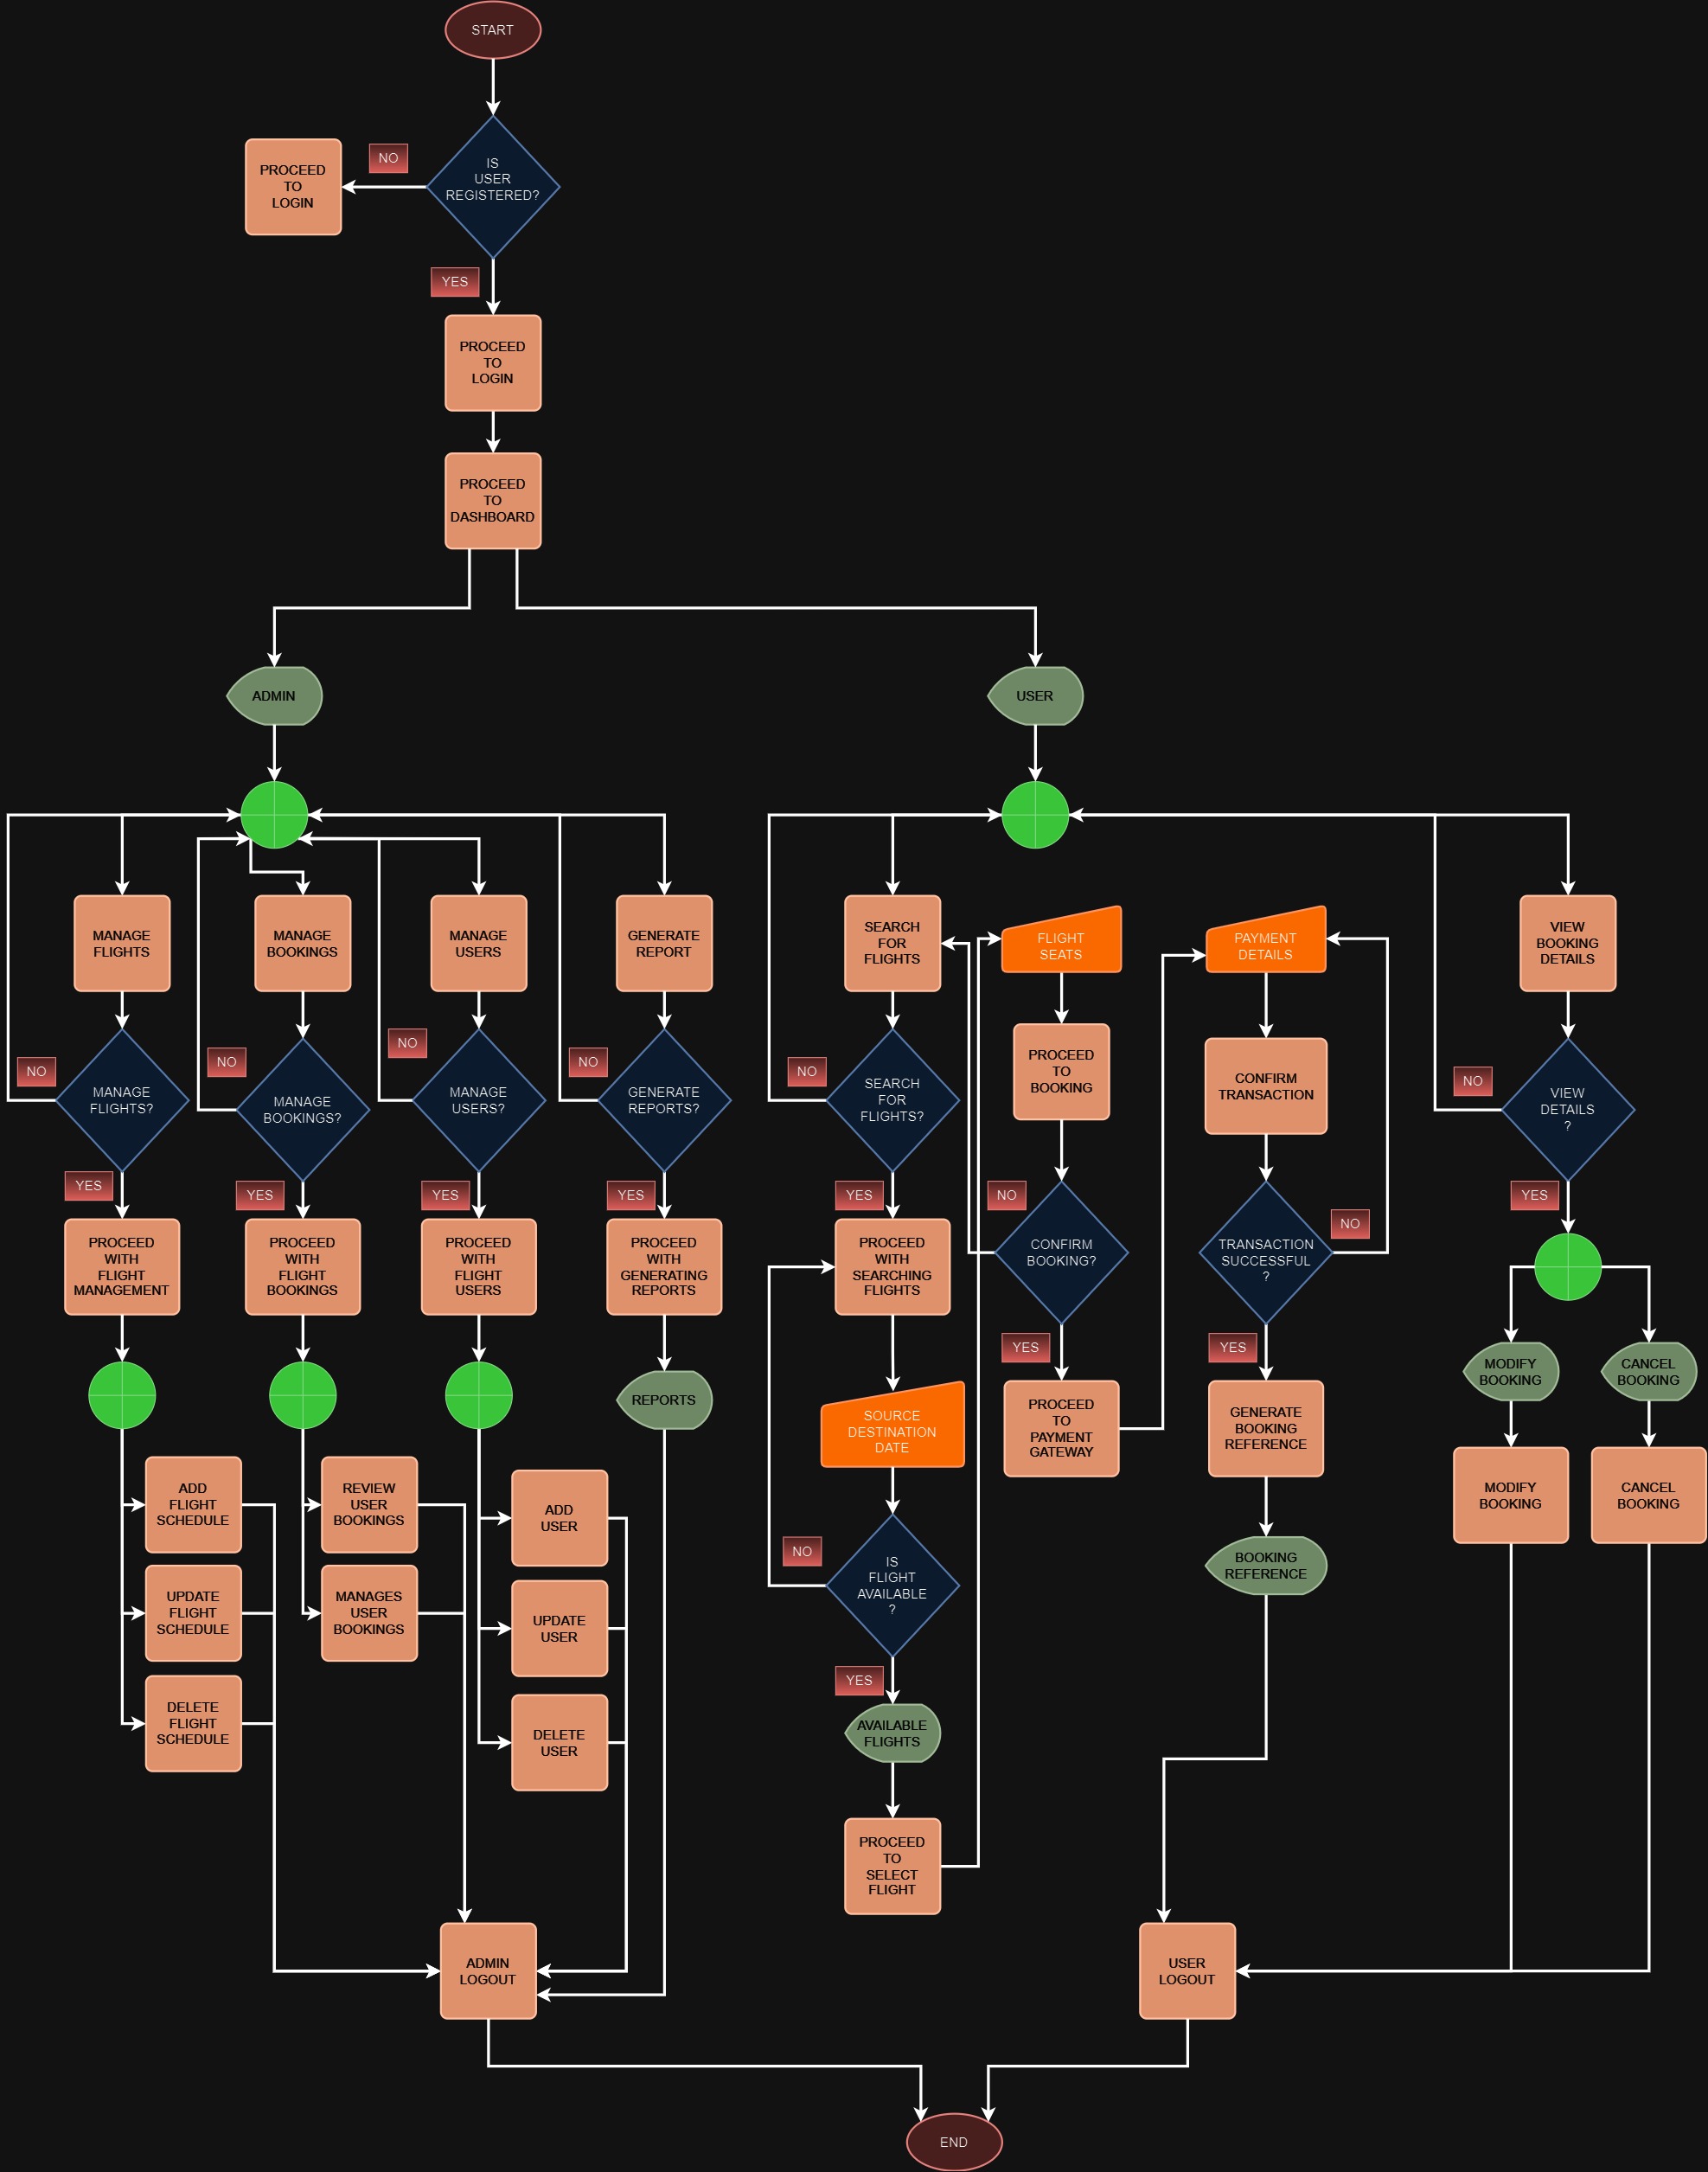 START
IS
USER
REGISTERED?
NO
PROCEED
TO
LOGIN
YES
PROCEED
TO
LOGIN
PROCEED
TO
DASHBOARD
ADMIN
USER
MANAGE
FLIGHTS
MANAGE
BOOKINGS
MANAGE
USERS
GENERATE
REPORT
SEARCH
FOR
FLIGHTS
FLIGHT
SEATS
PAYMENT
DETAILS
VIEW
BOOKING
DETAILS
NO
MANAGE
FLIGHTS?
NO
MANAGE
BOOKINGS?
NO
MANAGE
USERS?
NO
GENERATE
REPORTS?
NO
SEARCH
FOR
FLIGHTS?
PROCEED
TO
BOOKING
CONFIRM
TRANSACTION
NO
VIEW
DETAILS
?
YES
YES
YES
YES
YES
NO
CONFIRM
BOOKING?
TRANSACTION
SUCCESSFUL
?
NO
YES
PROCEED
WITH
FLIGHT
MANAGEMENT
PROCEED
WITH
FLIGHT
BOOKINGS
PROCEED
WITH
FLIGHT
USERS
PROCEED
WITH
GENERATING
REPORTS
PROCEED
WITH
SEARCHING
FLIGHTS
YES
YES
REPORTS
SOURCE
DESTINATION
DATE
PROCEED
TO
PAYMENT
GATEWAY
GENERATE
BOOKING
REFERENCE
MODIFY
BOOKING
CANCEL
BOOKING
ADD
FLIGHT
SCHEDULE
REVIEW
USER
BOOKINGS
ADD
USER
MODIFY
BOOKING
CANCEL
BOOKING
NO
IS
FLIGHT
AVAILABLE
?
BOOKING
REFERENCE
UPDATE
FLIGHT
SCHEDULE
MANAGES
USER
BOOKINGS
UPDATE
USER
YES
DELETE
FLIGHT
SCHEDULE
DELETE
USER
AVAILABLE
FLIGHTS
PROCEED
TO
SELECT
FLIGHT
ADMIN
LOGOUT
USER
LOGOUT
END